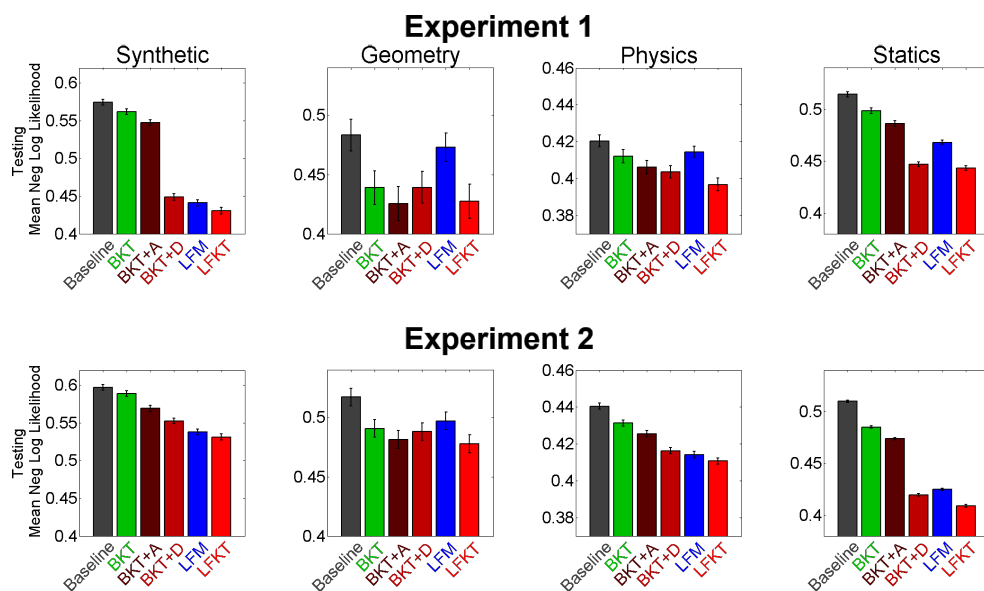 Experiment 1
Synthetic
Geometry
Physics
Statics
Testing
Mean Neg Log Likelihood
0.6
0.55
0.5
0.45
0.4
Baseline
BKT
BKT+A
BKT+D
LFM
LFKT
0.5
0.45
0.4
Baseline
BKT
BKT+A
BKT+D
LFM
LFKT
0.46
0.44
0.42
0.4
0.38
Baseline
BKT
BKT+A
BKT+D
LFM
LFKT
0.5
0.45
0.4
Baseline
BKT
BKT+A
BKT+D
LFM
LFKT
Experiment 2
Testing
Mean Neg Log Likelihood
0.6
0.55
0.5
0.45
0.4
Baseline
BKT
BKT+A
BKT+D
LFM
LFKT
0.5
0.45
0.4
Baseline
BKT
BKT+A
BKT+D
LFM
LFKT
0.46
0.44
0.42
0.4
0.38
Baseline
BKT
BKT+A
BKT+D
LFM
LFKT
0.5
0.45
0.4
Baseline
BKT
BKT+A
BKT+D
LFM
LFKT